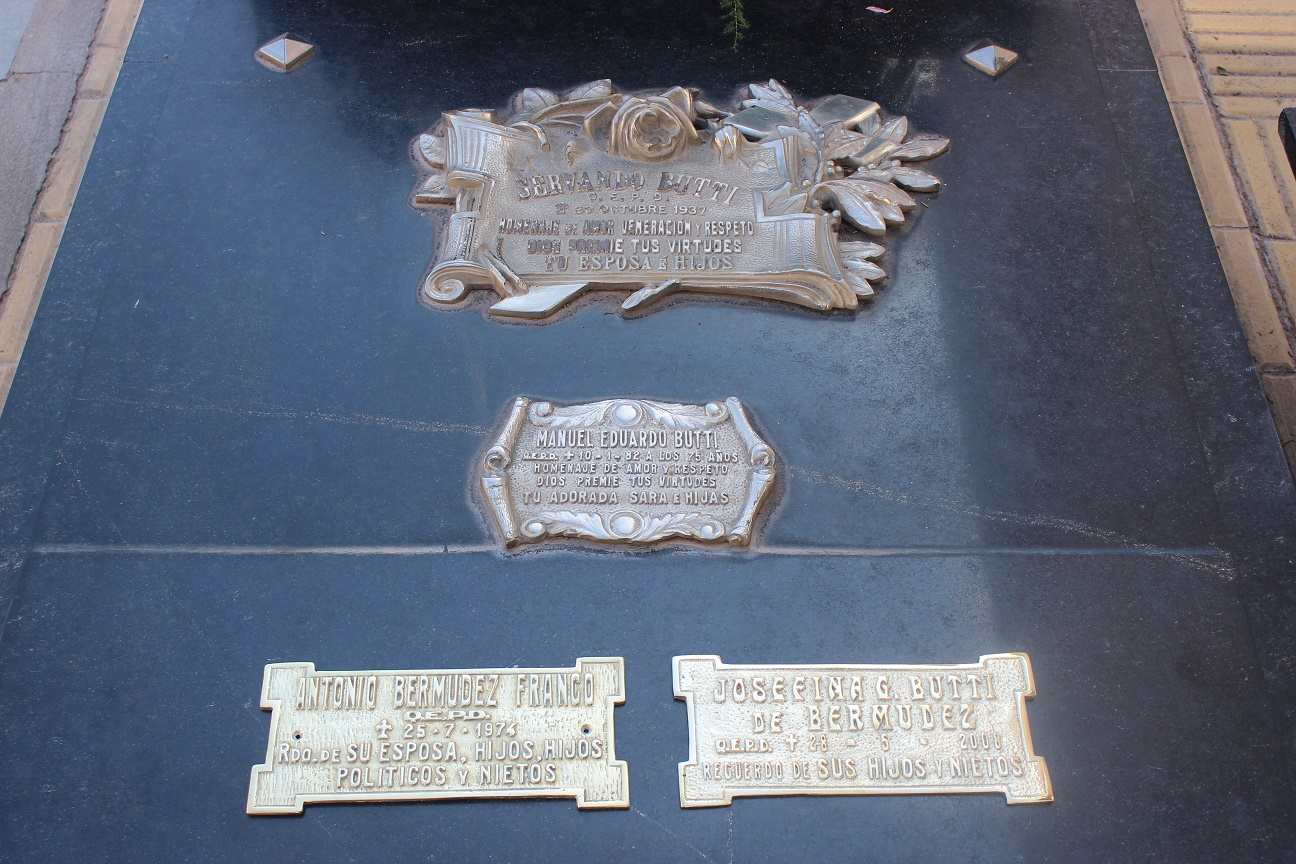 SERVANDO BUTTI
Q. E. P. D.
OCTUBRE 1937
HOMENAJE DE AMOR VENERACION Y RESPETO
DIOS PREMIE TUS VIRTUDES
TU ESPOSA E HIJOS
MANUEL EDUARDO BUTTI
Q.E.P.D. ✝ 10-1-82 A LOS 75 AÑOS
HOMENAJE DE AMOR Y RESPETO
DIOS PREMIE TUS VIRTUDES
TU ADORADA SARA E HIJAS
ANTONIO BERMUDEZ FRANCO
Q.E.P.D.
✝ 25-7-1974
RDO. DE SU ESPOSA, HIJOS, HIJOS
POLITICOS Y NIETOS
JOSEFINA G. BUTTI
DE BERMUDEZ
Q.E.P.D. ✝ 28 - 5 -
RECUERDO DE SUS HIJOS Y NIETOS